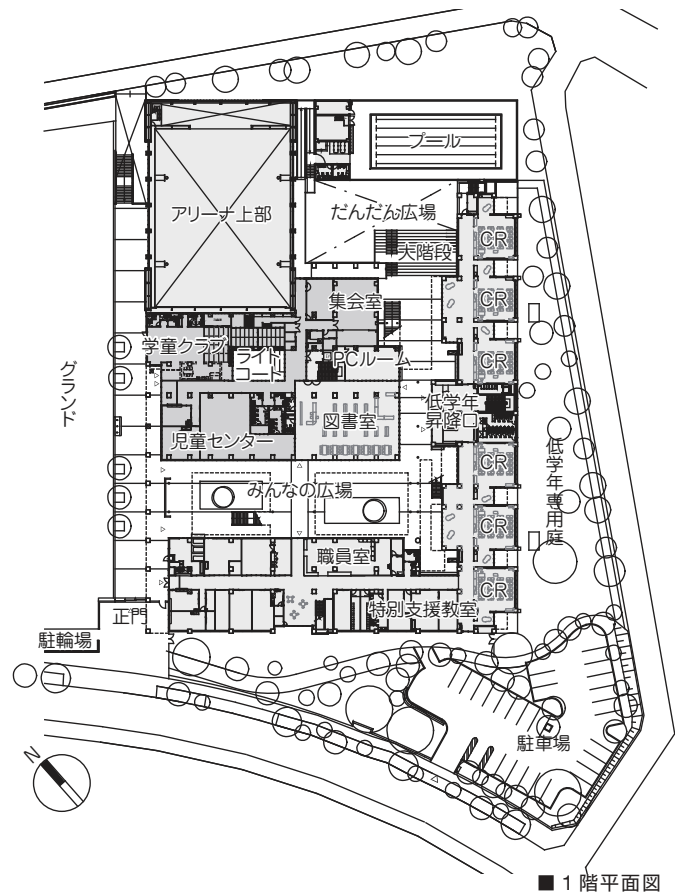 プール
アリーナ上部
だんだん広場
大階段
CR
CR
集会室
CR
学童クラブ
ライト
コート
PCルーム
グランド
図書室
低学年
昇降口
児童センター
CR
低学年専用庭
みんなの広場
CR
職員室
CR
特別支援教室
正門
駐輪場
駐車場
N
■ 1 階平面図